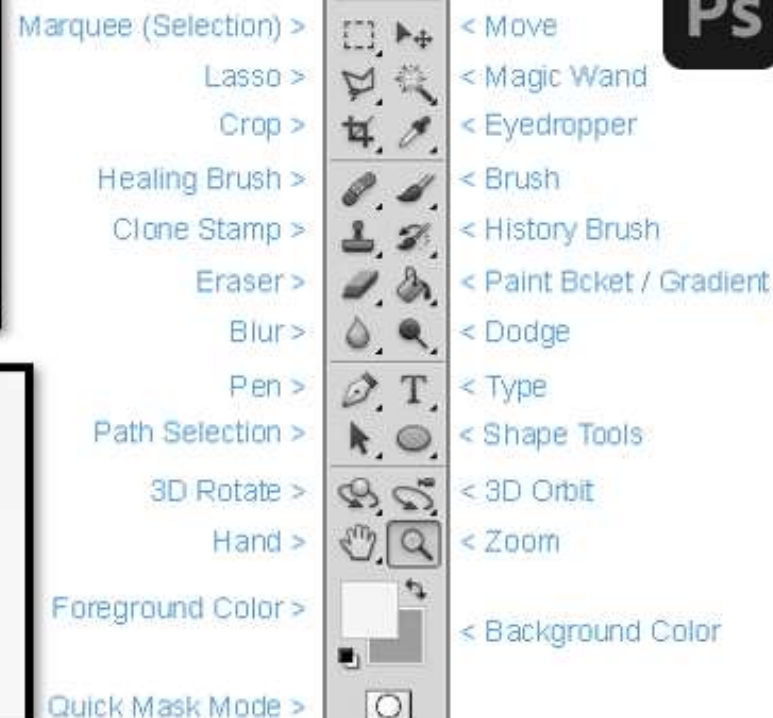 Ps
Marquee (Selection) >
< Move
Lasso >
< Magic Wand
Crop >
< Eyedropper
Healing Brush >
< Brush
Clone Stamp >
< History Brush
Eraser >
< Paint Bcket / Gradient
Blur >
< Dodge
Pen >
T
< Type
Path Selection >
< Shape Tools
3D Rotate >
< 3D Orbit
Hand >
< Zoom
Foreground Color >
< Background Color
Quick Mask Mode >